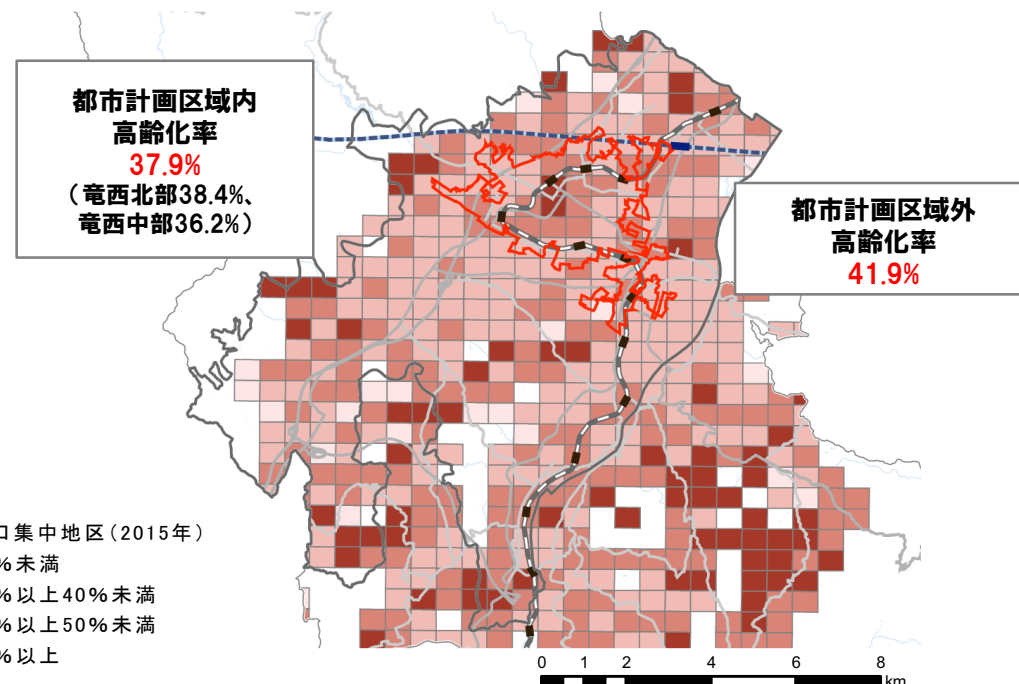 都市計画区域内
高齢化率
37.9%
（竜西北部38.4%、
竜西中部36.2%）
都市計画区域外
高齢化率
41.9%
口集中地区(2015年)
%未満
%以上40%未満
%以上50%未満
%以上
0 1 2 4 6 8
km